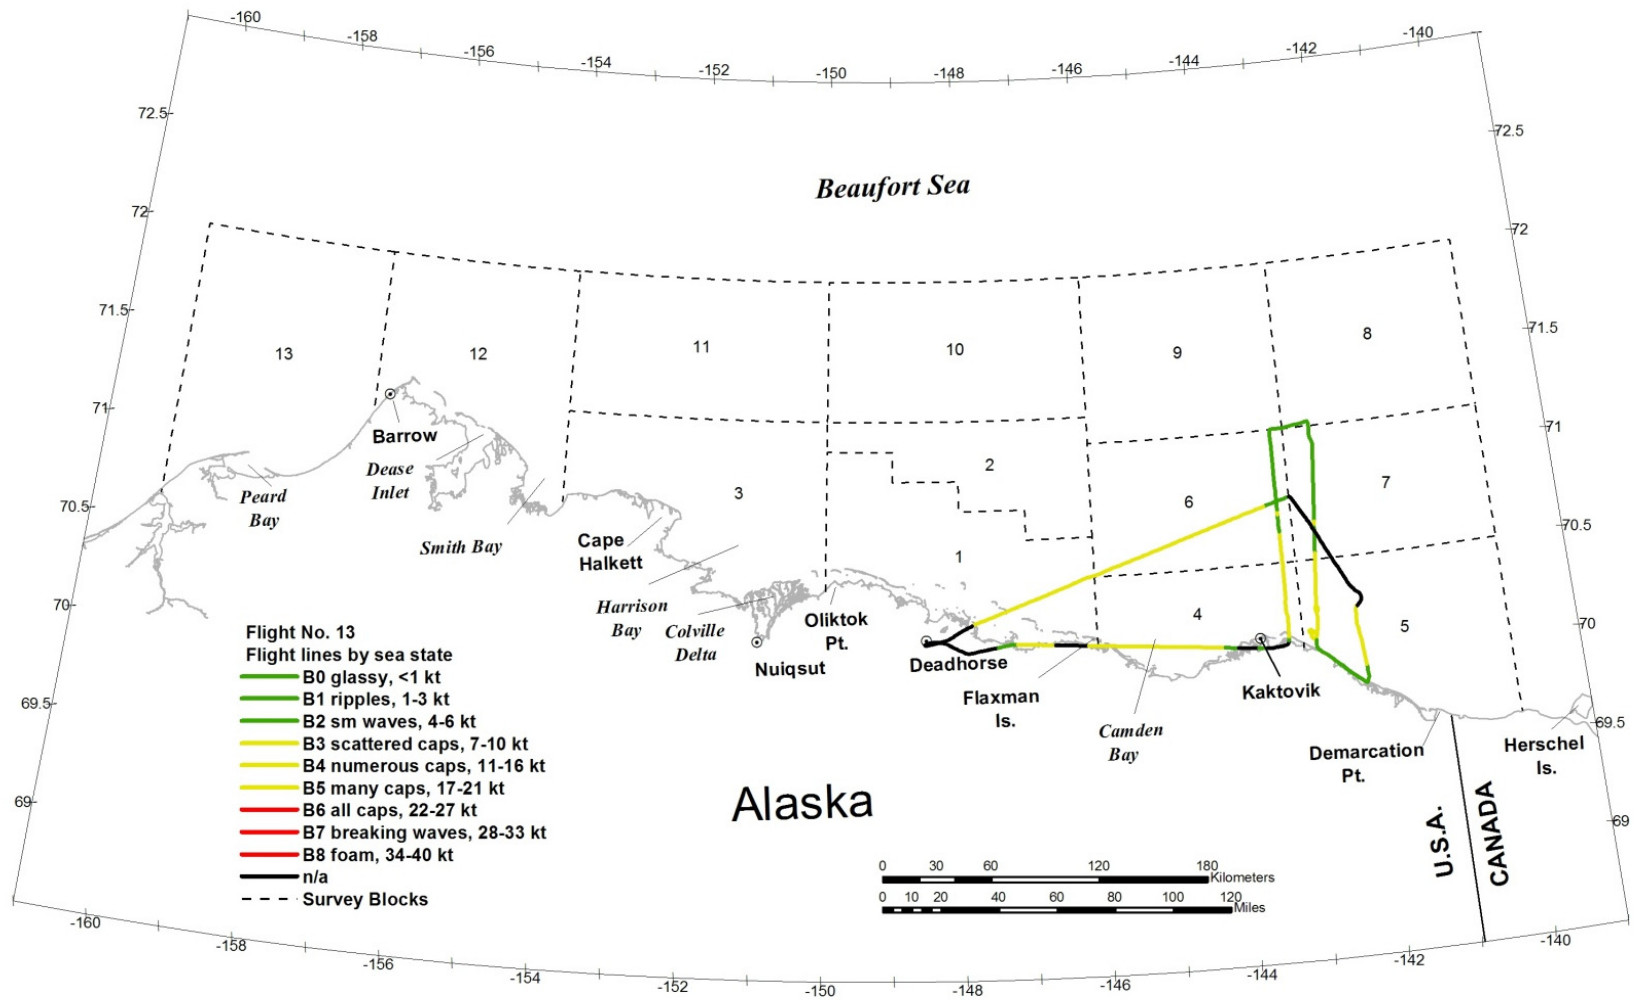 -160
-158
-156
-154
-152
-150
-148
-146
-144
-142
-140
72.5
72
71.5
71
70.5
70
69.5
69
72.5
72
71.5
71
70.5
70
69.5
69
Beaufort Sea
13
12
11
10
9
8
3
2
6
7
1
4
5
Barrow
Dease
Inlet
Peard
Bay
Smith Bay
Cape
Halkett
Harrison
Bay
Colville
Delta
Oliktok
Pt.
Nuiqsut
Deadhorse
Flaxman
Is.
Camden
Bay
Kaktovik
Demarcation
Pt.
Herschel
Is.
Alaska
U.S.A.
CANADA
Flight No. 13
Flight lines by sea state
B0 glassy, <1 kt
B1 ripples, 1-3 kt
B2 sm waves, 4-6 kt
B3 scattered caps, 7-10 kt
B4 numerous caps, 11-16 kt
B5 many caps, 17-21 kt
B6 all caps, 22-27 kt
B7 breaking waves, 28-33 kt
B8 foam, 34-40 kt
n/a
Survey Blocks
0 30 60 120 180
Kilometers
0 10 20 40 60 80 100 120
Miles
-160
-158
-156
-154
-152
-150
-148
-146
-144
-142
-140